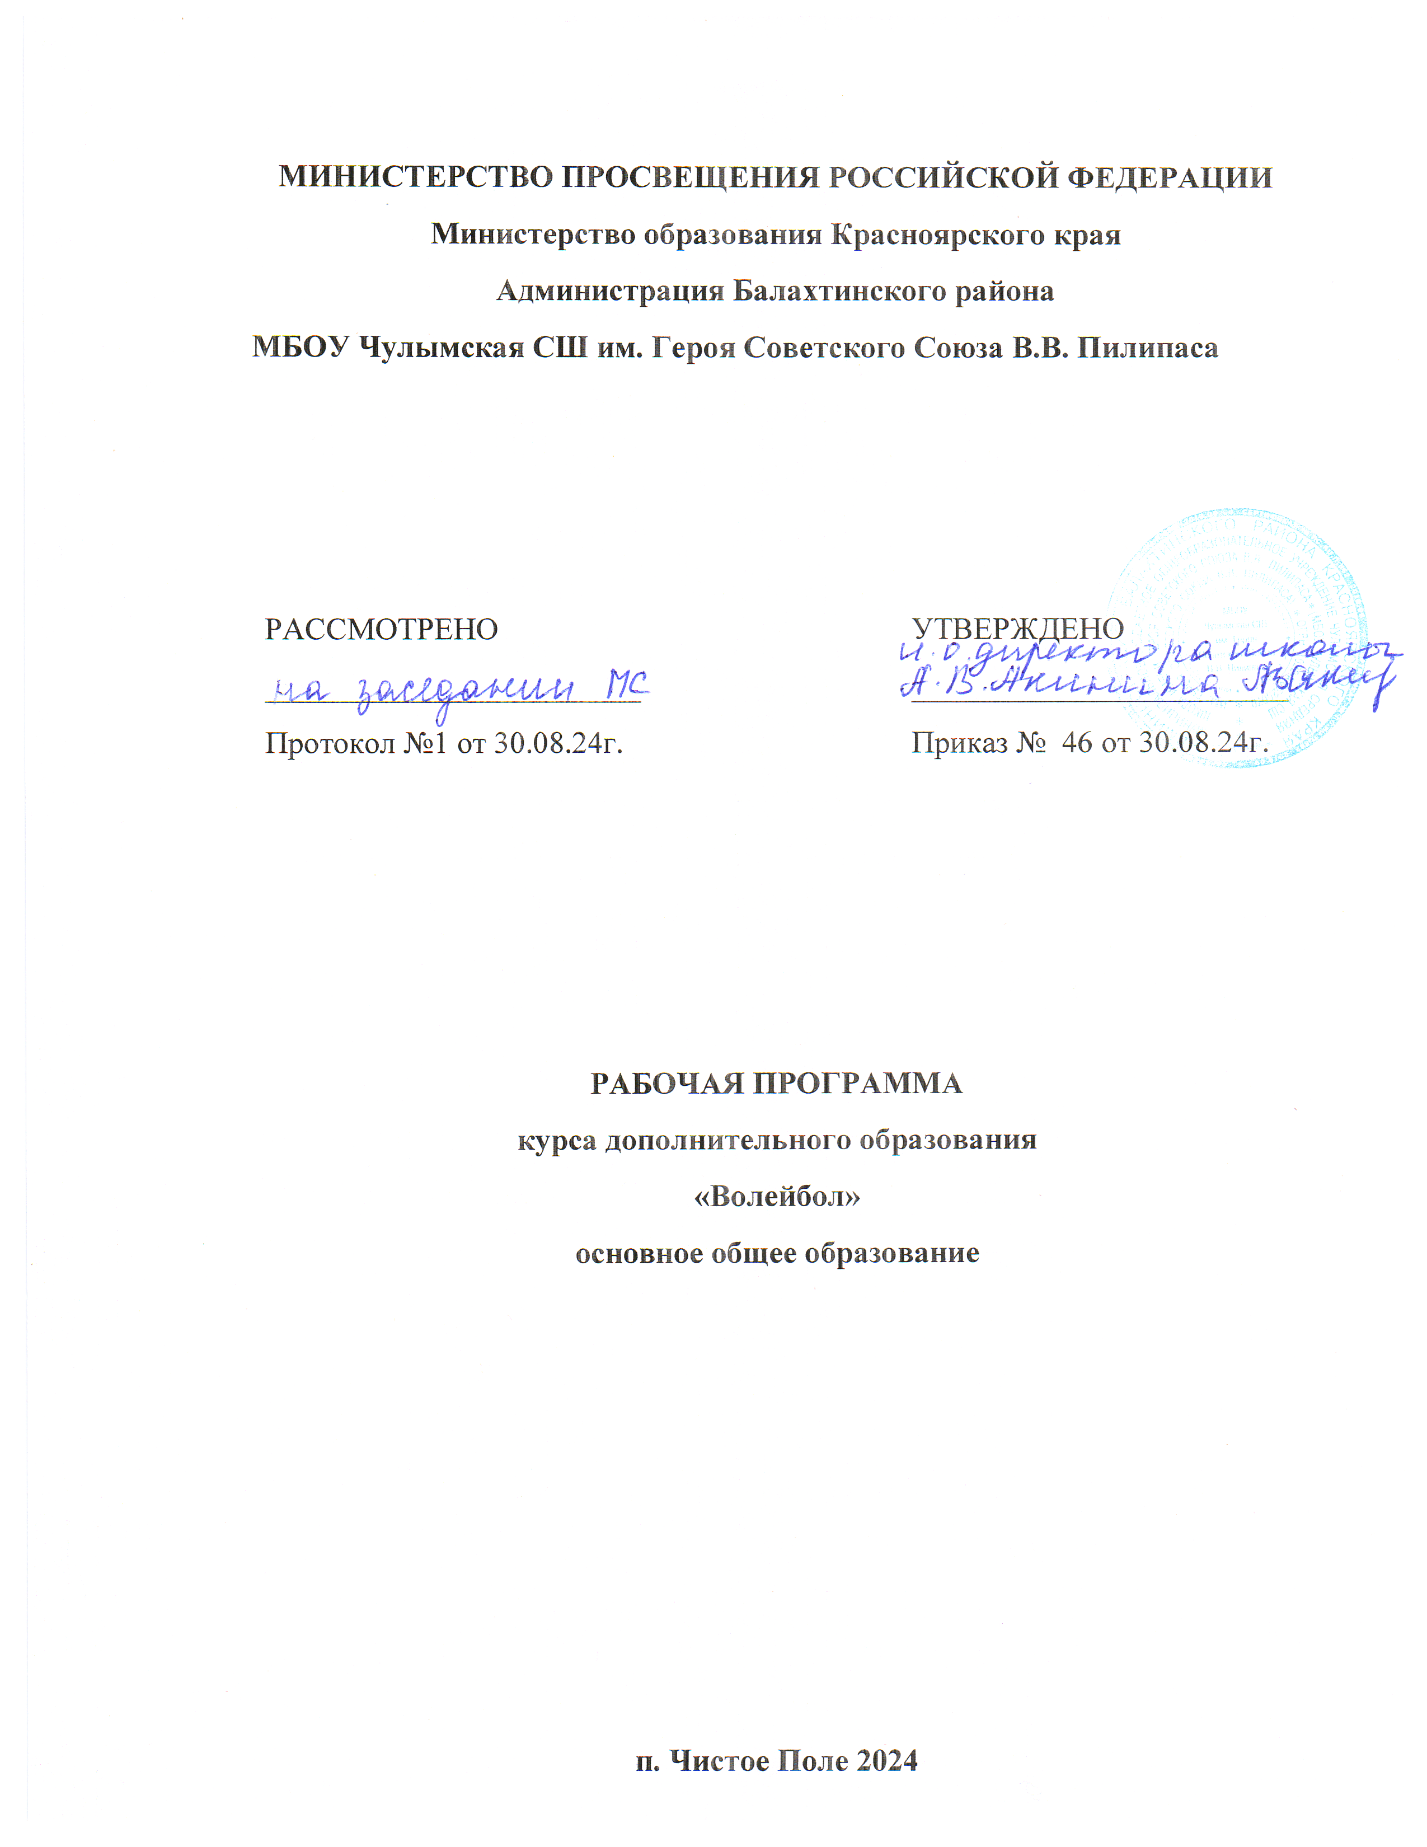 МИНИСТЕРСТВО ПРОСВЕЩЕНИЯ РОССИЙСКОЙ ФЕДЕРАЦИИ
Министерство образования Красноярского края
Администрация Балахтинского района
МБОУ Чулымская СШ им. Героя Советского Союза В.В. Пилипаса
РАССМОТРЕНО
на заседании МС
Протокол №1 от 30.08.24г.
УТВЕРЖДЕНО
и.о. директора школы
А.В. Акинина
Приказ № 46 от 30.08.24г.
РАБОЧАЯ ПРОГРАММА
курса дополнительного образования
«Волейбол»
основное общее образование
п. Чистое Поле 2024